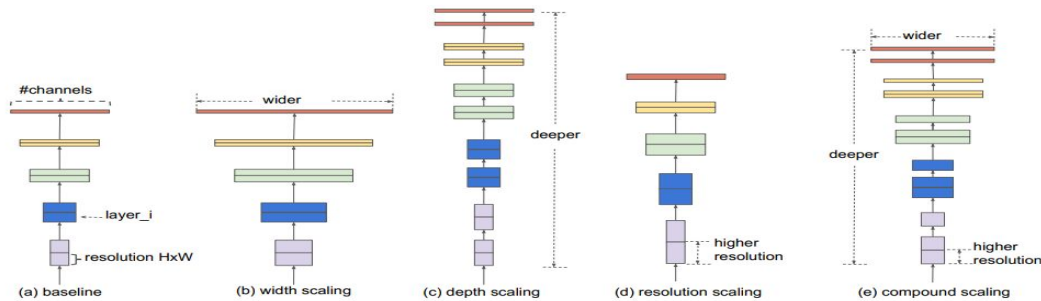 #channels
layer_i
resolution HxW
(a) baseline
wider
(b) width scaling
deeper
(c) depth scaling
higher
resolution
(d) resolution scaling
wider
deeper
higher
resolution
(e) compound scaling